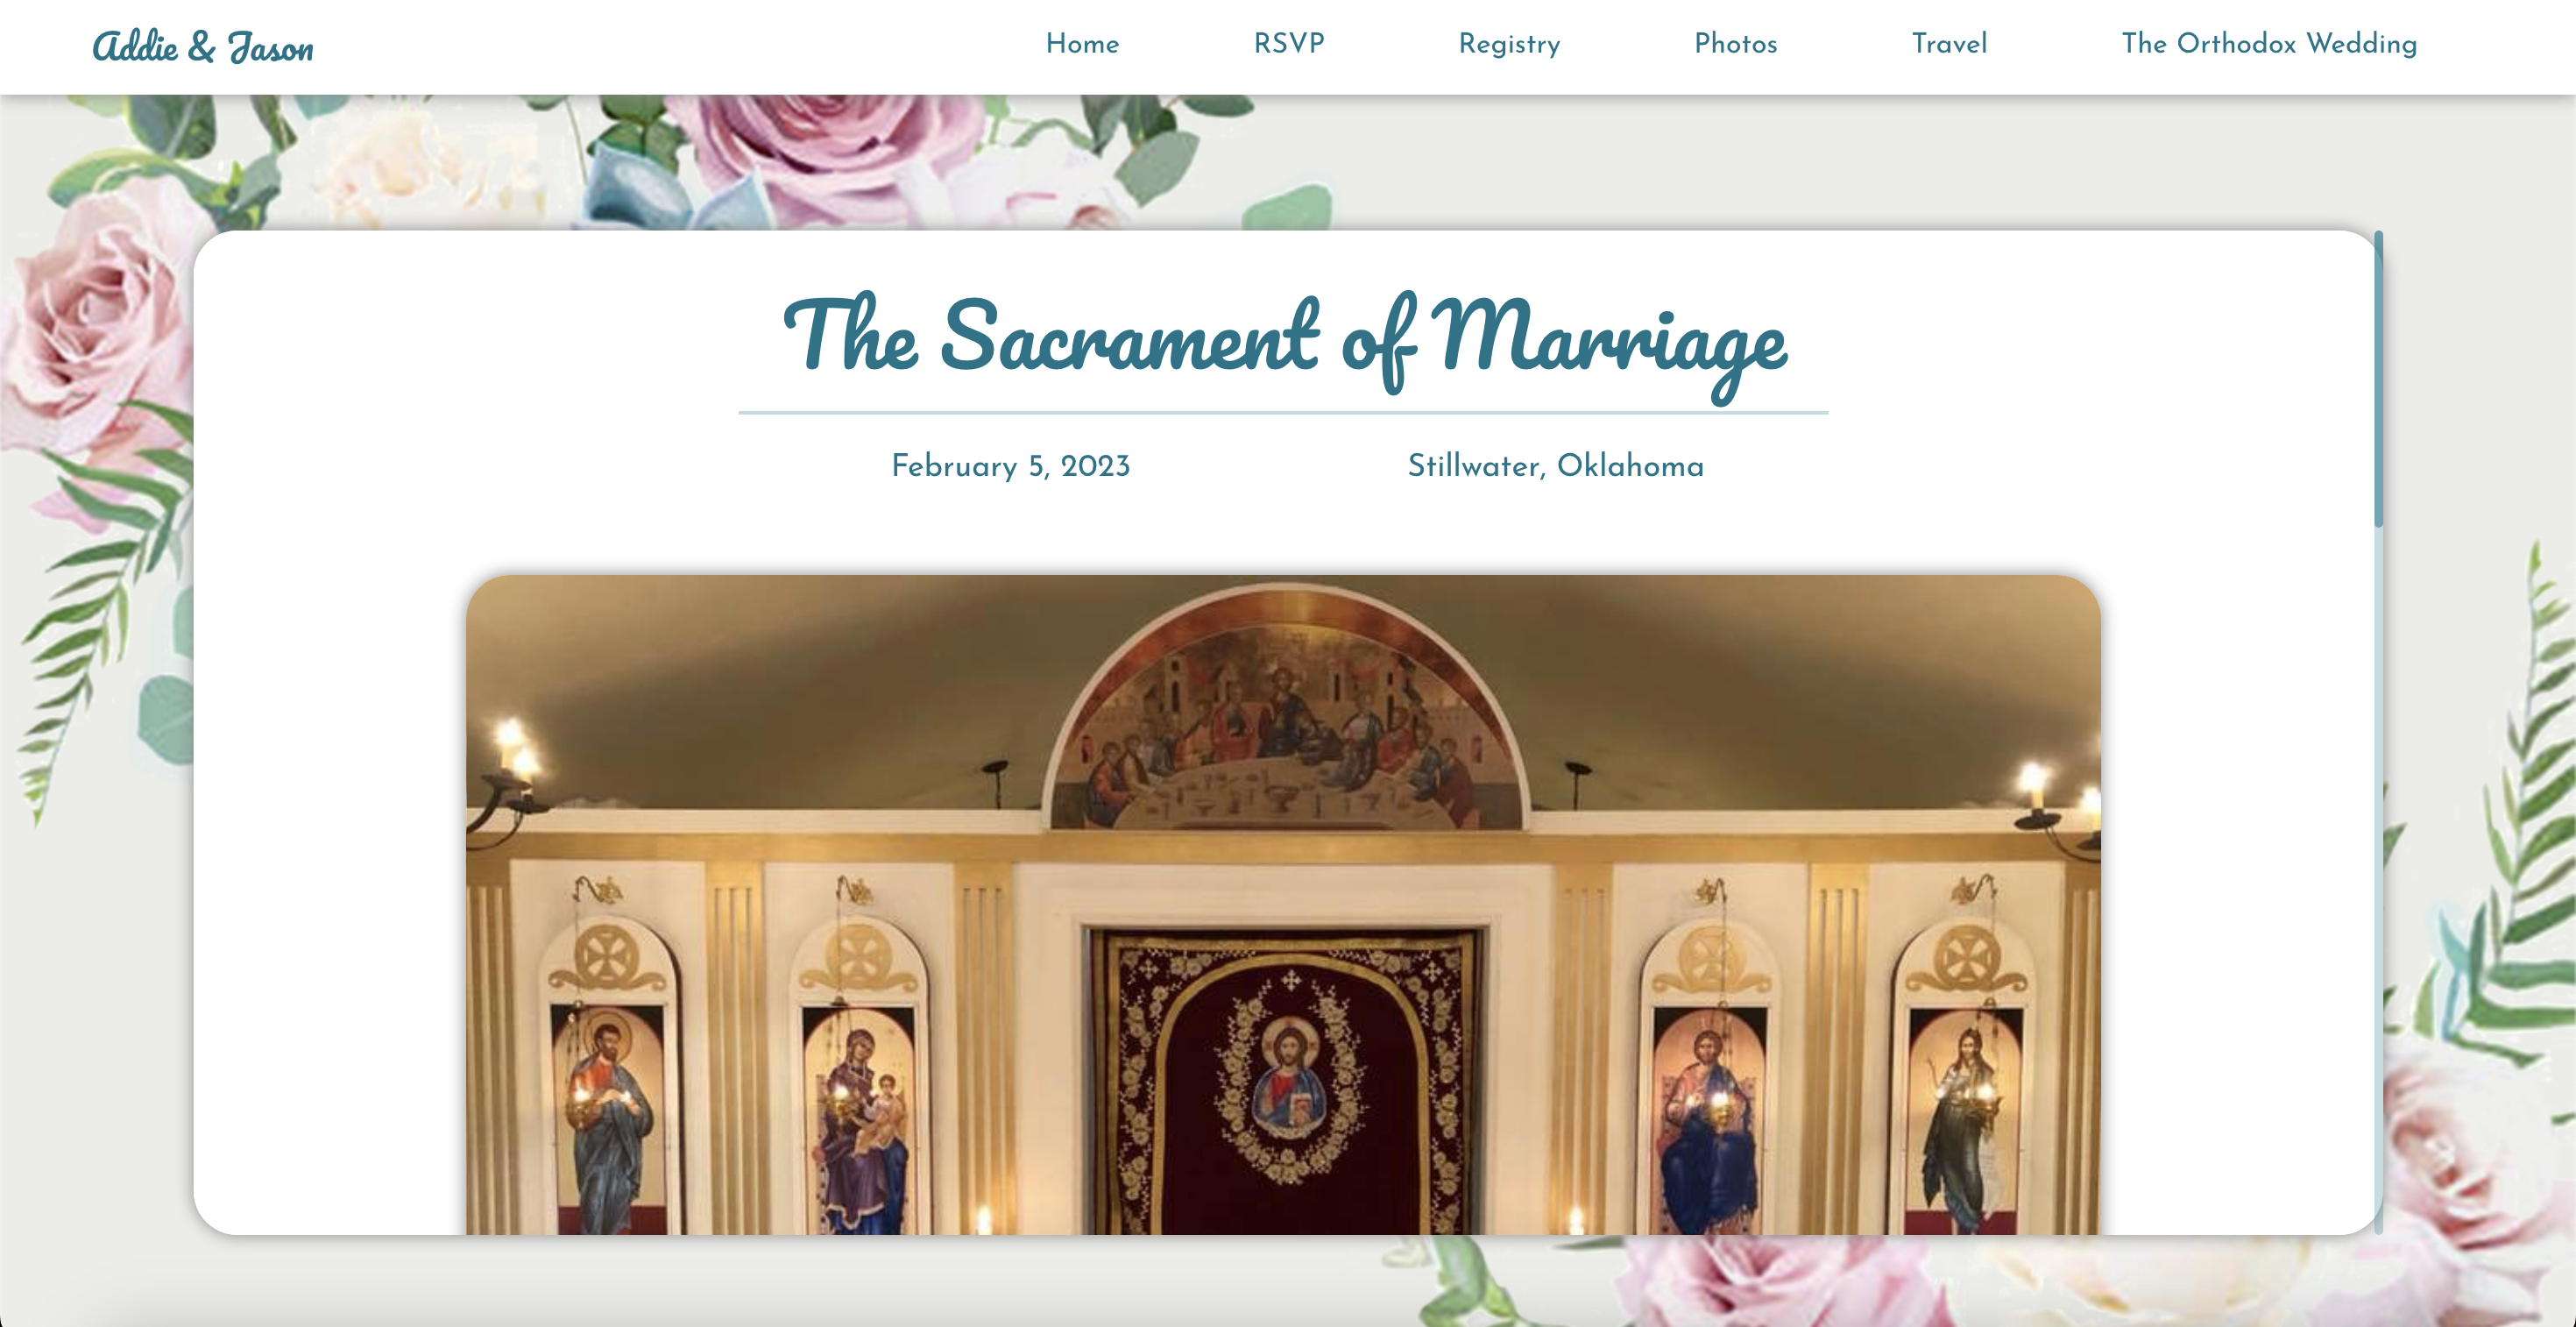 Addie & Jason
Home RSVP Registry Photos Travel The Orthodox Wedding
The Sacrament of Marriage
February 5, 2023 Stillwater, Oklahoma